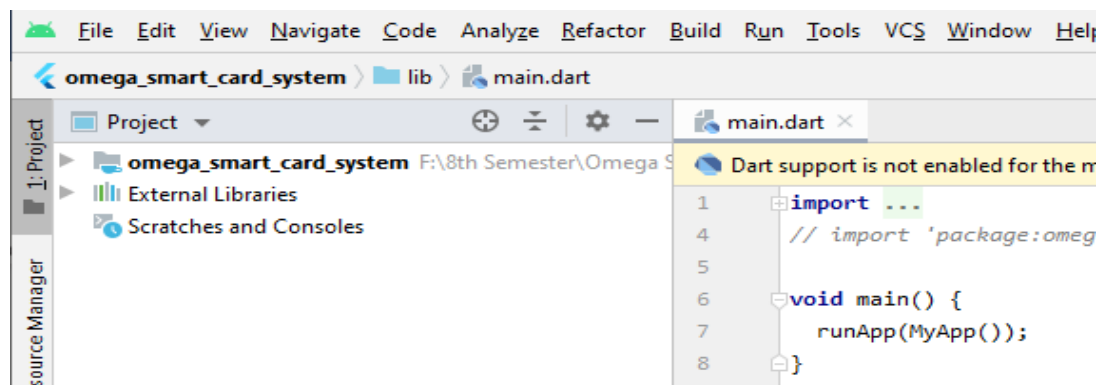 File Edit View Navigate Code Analyze Refactor Build Run Tools VCS Window Help
omega_smart_card_system lib main.dart
1: Project
Project
main.dart
omega_smart_card_system F:\8th Semester\Omega S
Dart support is not enabled for the m
External Libraries
Scratches and Consoles
source Manager
1 import ...
4 // import 'package:omeg
5
6 void main() {
7 runApp(MyApp());
8 }